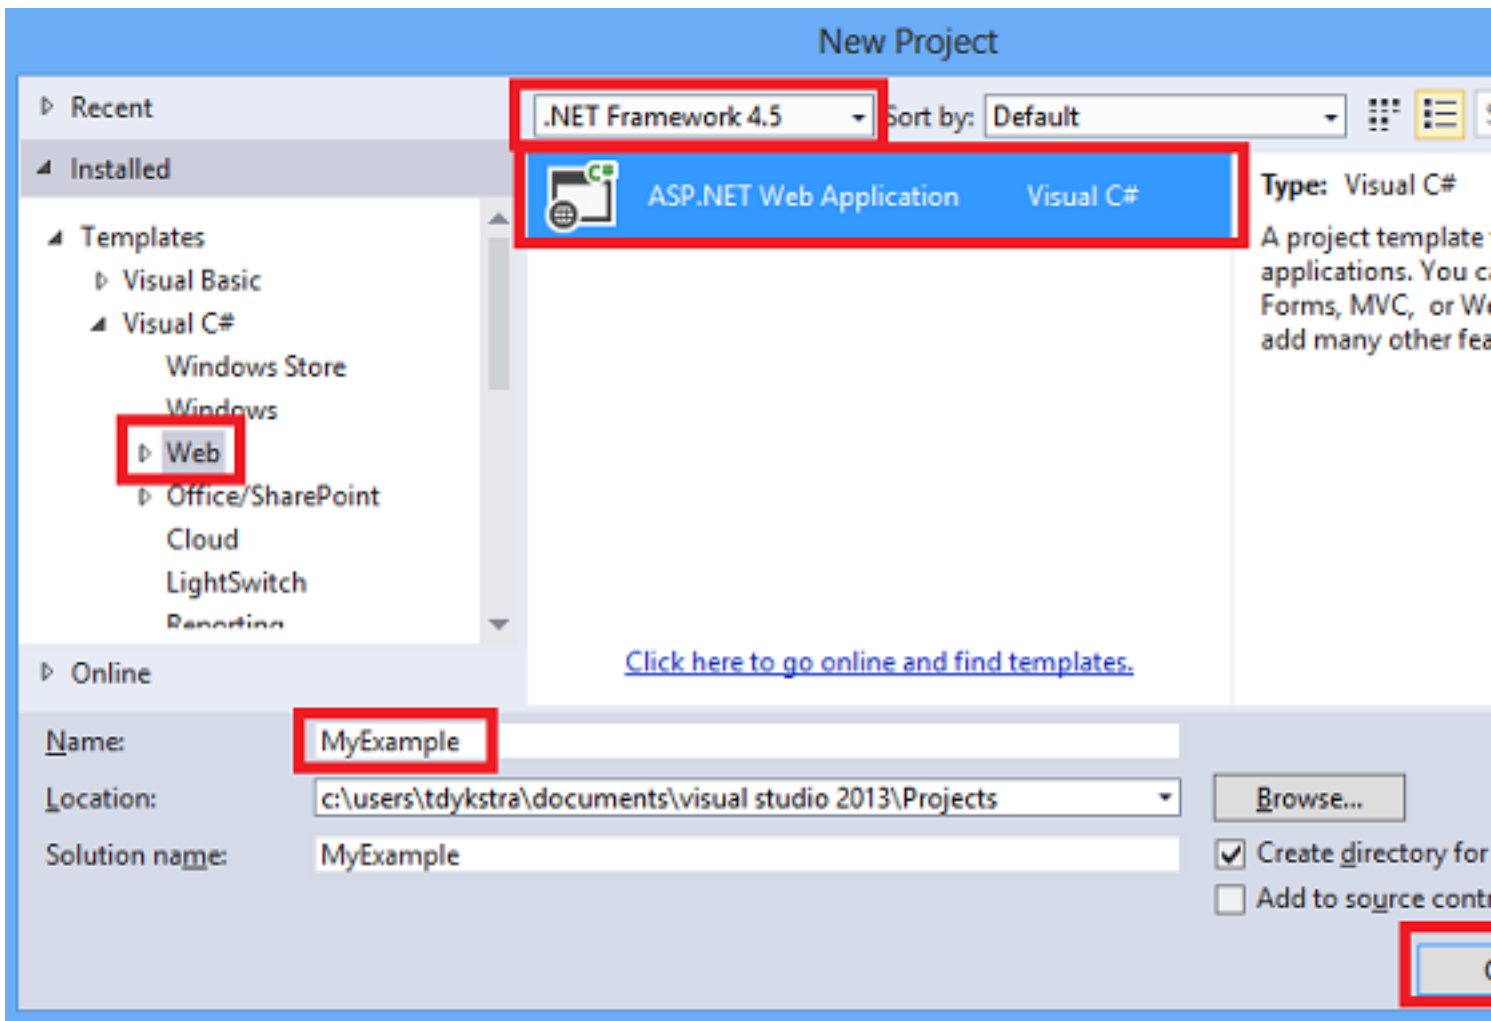 New Project
Recent
Installed
Templates
Visual Basic
Visual C#
Windows Store
Windows
Web
Office/SharePoint
Cloud
LightSwitch
Reporting
Online
.NET Framework 4.5
Sort by: Default
C#
ASP.NET Web Application Visual C#
Click here to go online and find templates.
Type: Visual C#
A project template
applications. You
Forms, MVC, or
add many other
Name: MyExample
Location: c:\users\tdykstra\documents\visual studio 2013\Projects
Browse...
Solution name: MyExample
Create directory for
Add to source